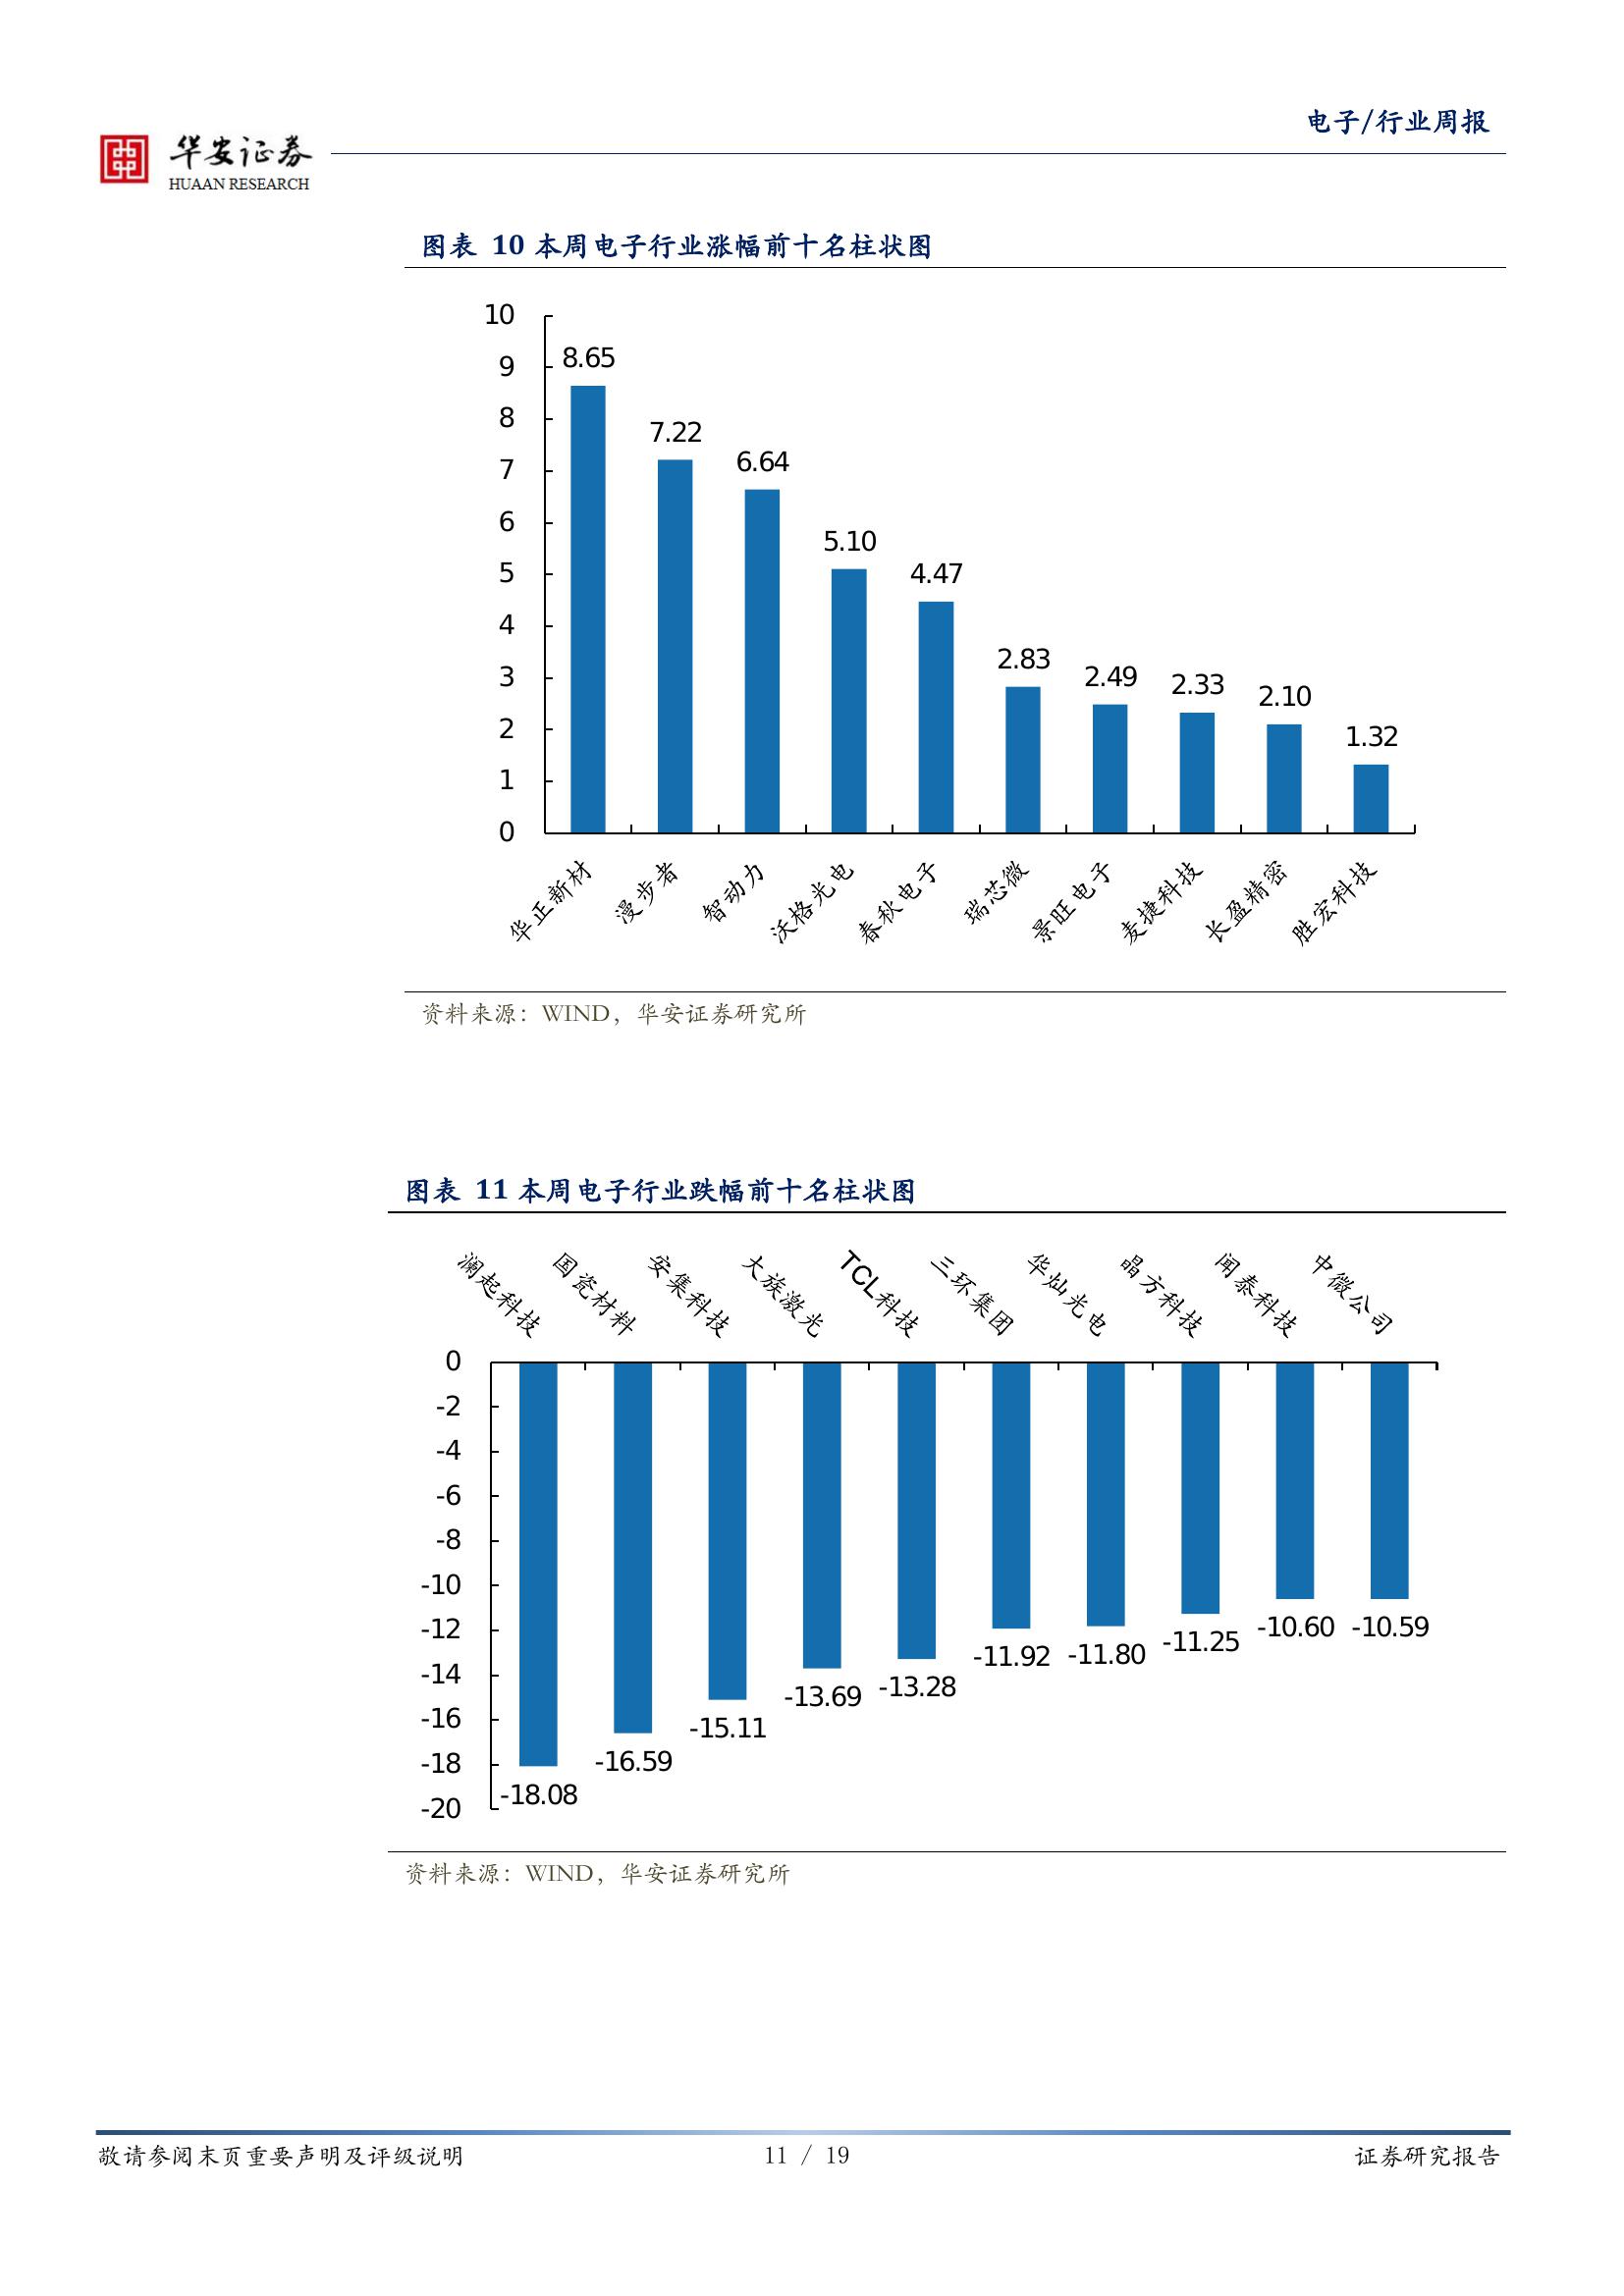 电子/行业周报
华安证券
HUAAN RESEARCH
图表 10 本周电子行业涨幅前十名柱状图
10
9
8
7
6
5
4
3
2
1
0
8.65
7.22
6.64
5.10
4.47
2.83
2.49
2.33
2.10
1.32
华正新材
漫步者
智动力
沃格光电
春秋电子
瑞芯微
景旺电子
麦捷科技
长盈精密
胜宏科技
资料来源：WIND，华安证券研究所
图表 11 本周电子行业跌幅前十名柱状图
澜起科技
国瓷材料
安集科技
大族激光
TCL科技
三环集团
华灿光电
晶方科技
闻泰科技
中微公司
0
-2
-4
-6
-8
-10
-12
-14
-16
-18
-20
-18.08
-16.59
-15.11
-13.69
-13.28
-11.92
-11.80
-11.25
-10.60
-10.59
资料来源：WIND，华安证券研究所
敬请参阅末页重要声明及评级说明
11 / 19
证券研究报告